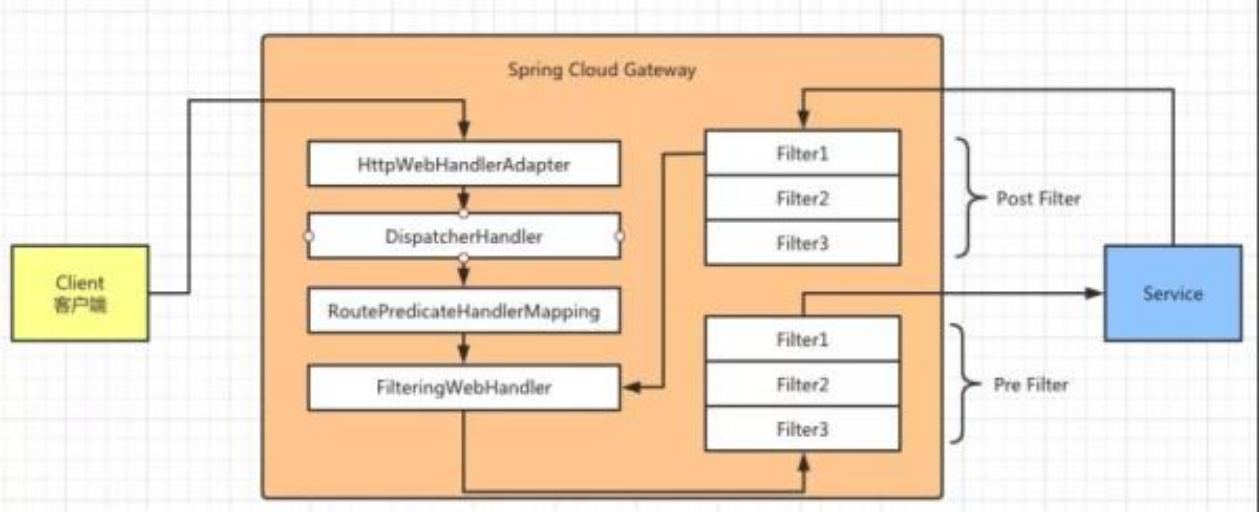 Spring Cloud Gateway
HttpWebHandlerAdapter
DispatcherHandler
RoutePredicateHandlerMapping
FilteringWebHandler
Client
客户端
Filter1
Filter2
Filter3
Post Filter
Filter1
Filter2
Filter3
Pre Filter
Service